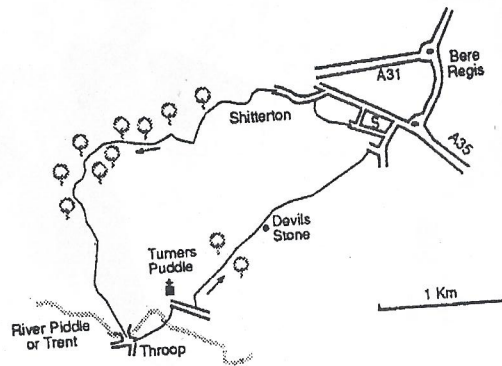 Bere
Regis
A31
Shitterton
S
A35
Devils
Stone
Turners
Puddle
1 Km
River Piddle
or Trent
Throop